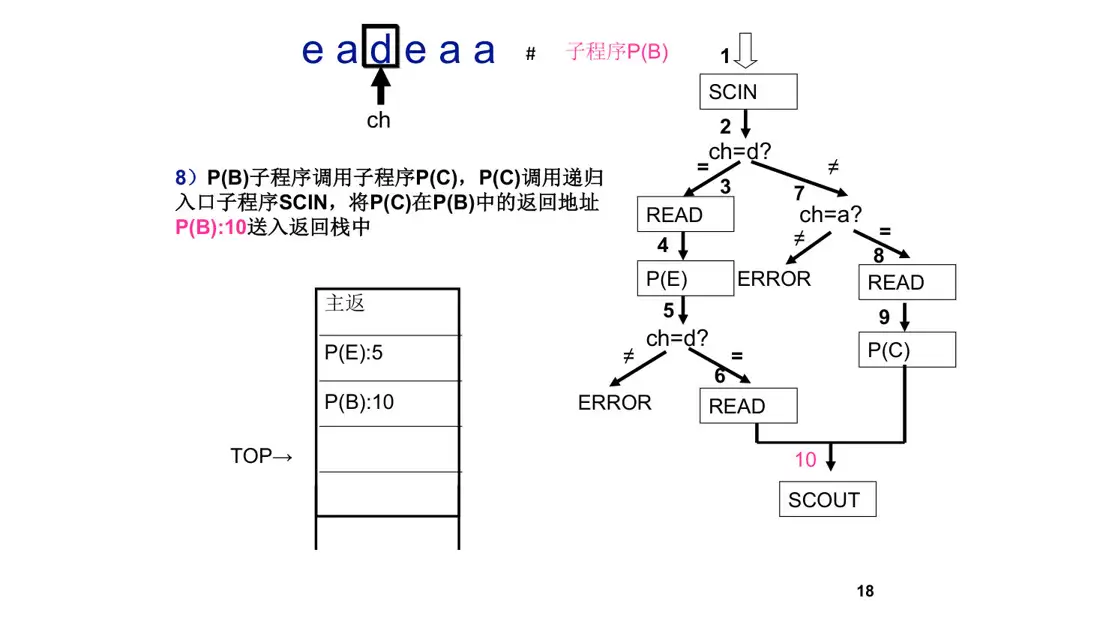 e a d e a a # 子程序P(B)
ch
8）P(B)子程序调用子程序P(C)，P(C)调用递归
入口子程序SCIN，将P(C)在P(B)中的返回地址
P(B):10送入返回栈中
主返
P(E):5
P(B):10
TOP→
1
SCIN
2
ch=d?
= ≠
3 7
READ
ch=a?
4
≠ =
8
P(E)
ERROR
READ
5
9
ch=d?
P(C)
≠ =
6
ERROR
READ
10
SCOUT
18